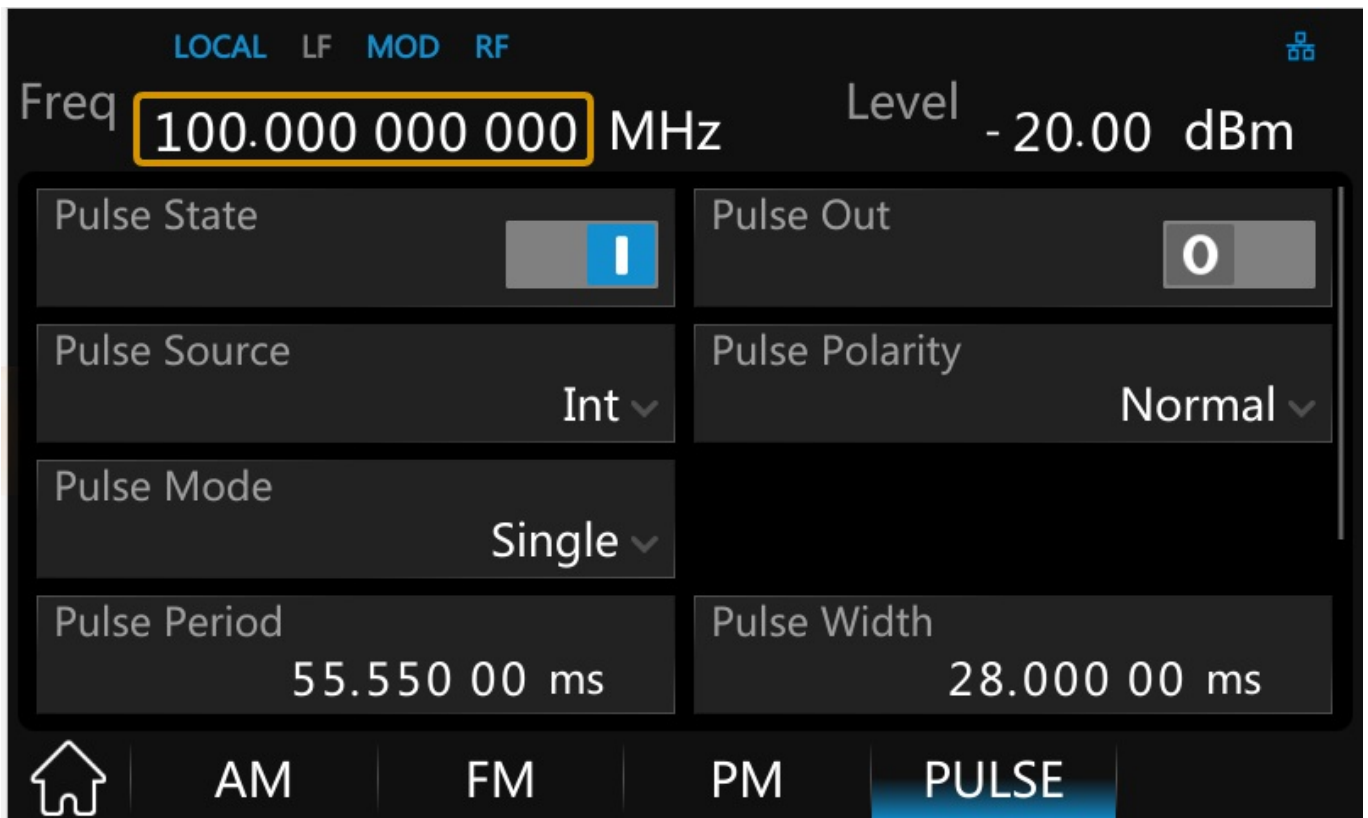 LOCAL LF MOD RF
Freq 100.000 000 000 MHz Level -20.00 dBm
Pulse State I Pulse Out O
Pulse Source Pulse Polarity
Int Normal
Pulse Mode
Single
Pulse Period Pulse Width
55.550 00 ms 28.000 00 ms
AM FM PM PULSE